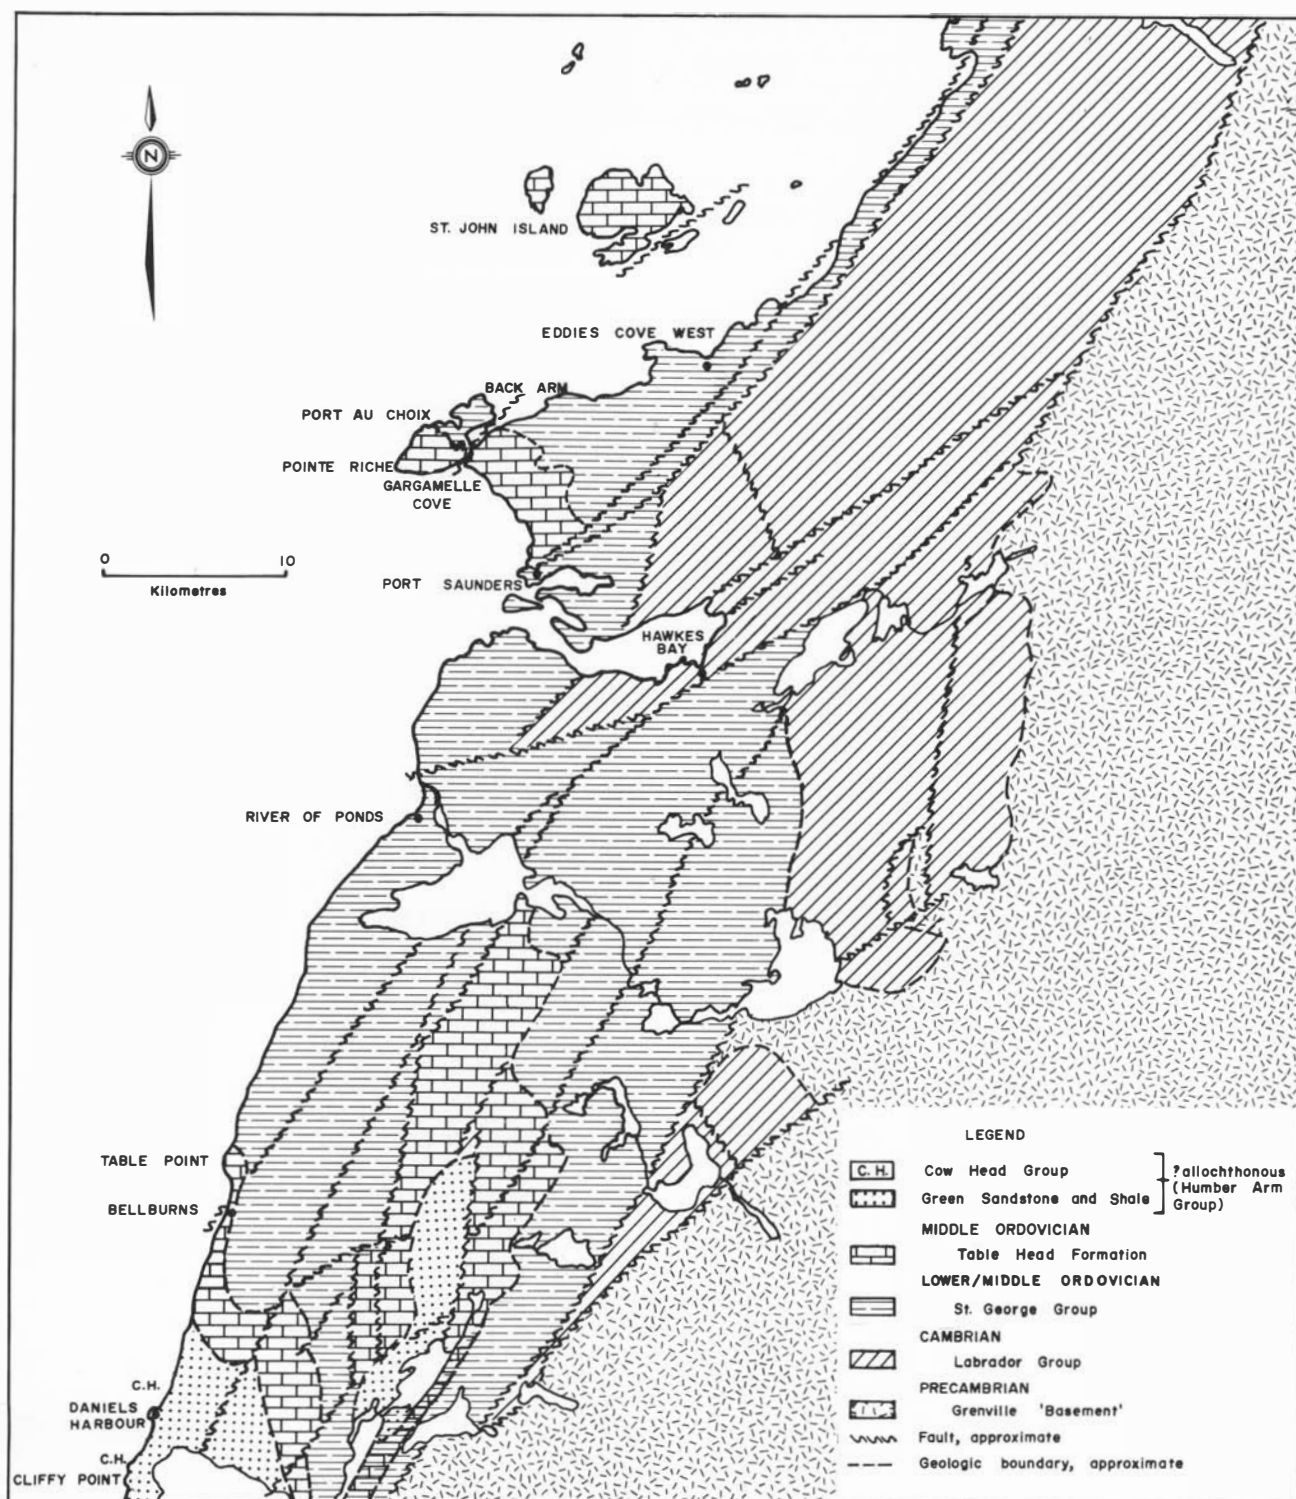 N
ST. JOHN ISLAND
EDDIES COVE WEST
BACK ARM
PORT AU CHOIX
POINTE RICHE
GARGAMELLE
COVE
0 10
Kilometres
PORT SAUNDERS
HAWKES
BAY
RIVER OF PONDS
TABLE POINT
BELLBURNS
C.H.
DANIELS
HARBOUR
C.H.
CLIFFY POINT
LEGEND
C. H. Cow Head Group
Green Sandstone and Shale
?allochthonous
(Humber Arm
Group)
MIDDLE ORDOVICIAN
Table Head Formation
LOWER/MIDDLE ORDOVICIAN
St. George Group
CAMBRIAN
Labrador Group
PRECAMBRIAN
Grenville 'Basement'
Fault, approximate
Geologic boundary, approximate